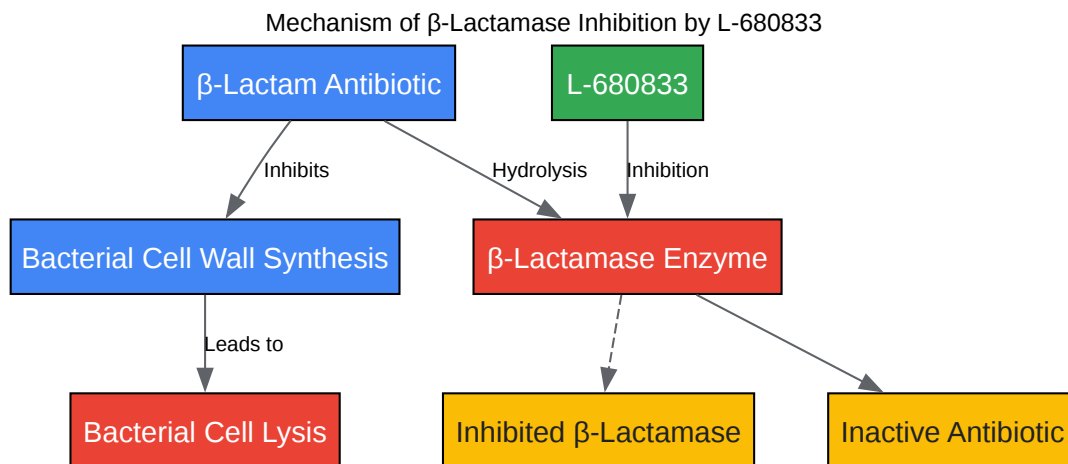 Mechanism of β-Lactamase Inhibition by L-680833
β-Lactam Antibiotic
L-680833
Inhibits
Hydrolysis
Inhibition
Bacterial Cell Wall Synthesis
β-Lactamase Enzyme
Leads to
Bacterial Cell Lysis
Inhibited β-Lactamase
Inactive Antibiotic